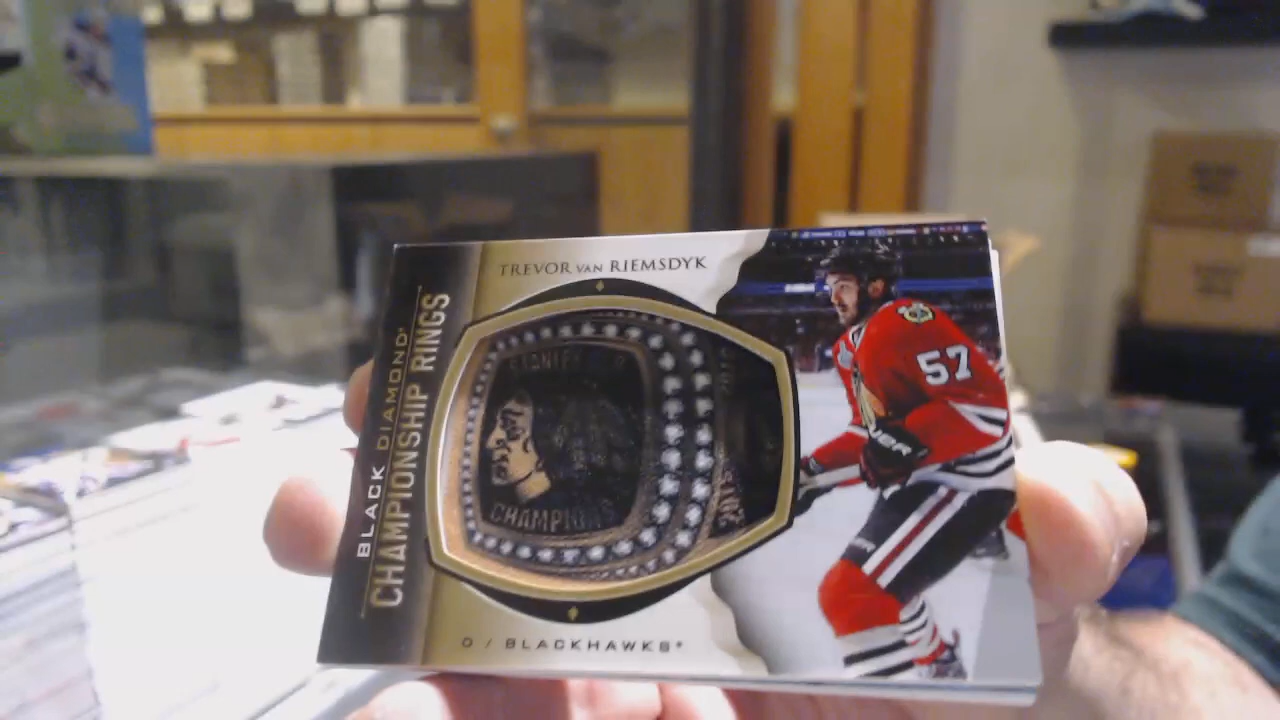 TREVOR VAN RIEMSDYK
BLACK DIAMOND
CHAMPIONSHIP RINGS
CHAMPIONS
57
D / BLACKHAWKS